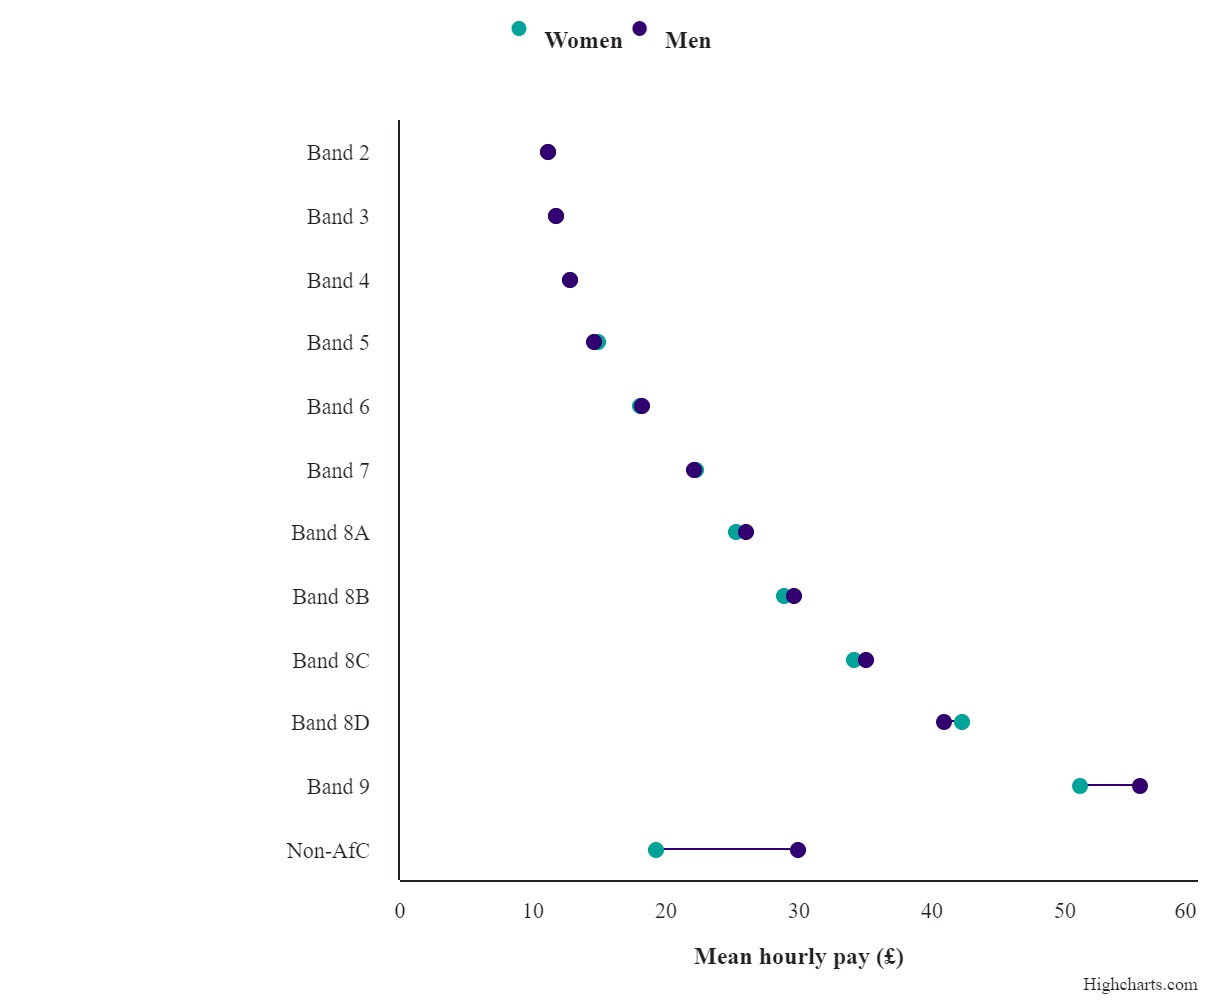 Women Men
Band 2
Band 3
Band 4
Band 5
Band 6
Band 7
Band 8A
Band 8B
Band 8C
Band 8D
Band 9
Non-AfC
0 10 20 30 40 50 60
Mean hourly pay (£)
Highcharts.com